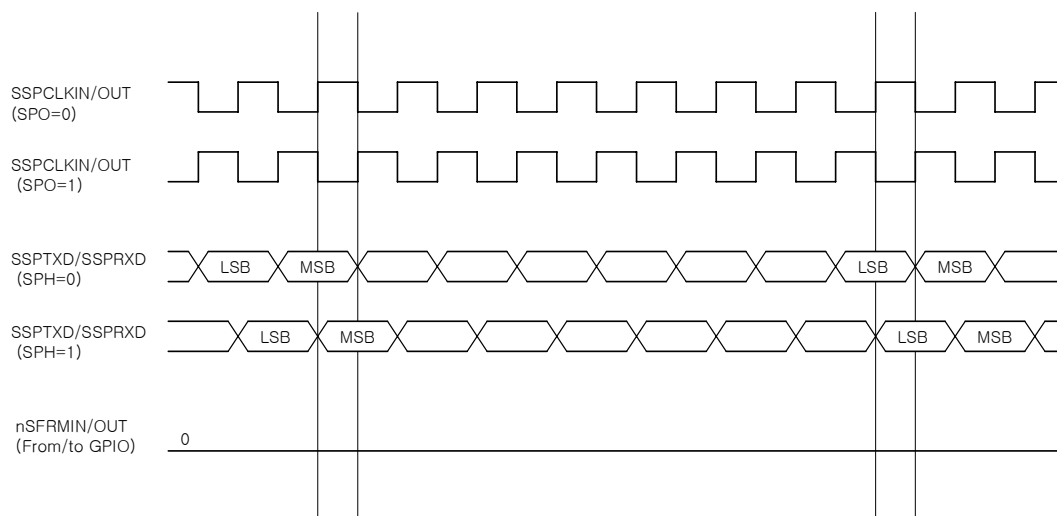 SSPCLKIN/OUT
(SPO=0)
SSPCLKIN/OUT
(SPO=1)
SSPTXD/SSPRXD
(SPH=0)
LSB MSB LSB MSB
SSPTXD/SSPRXD
(SPH=1)
LSB MSB LSB MSB
nSFRMIN/OUT
(From/to GPIO)
0